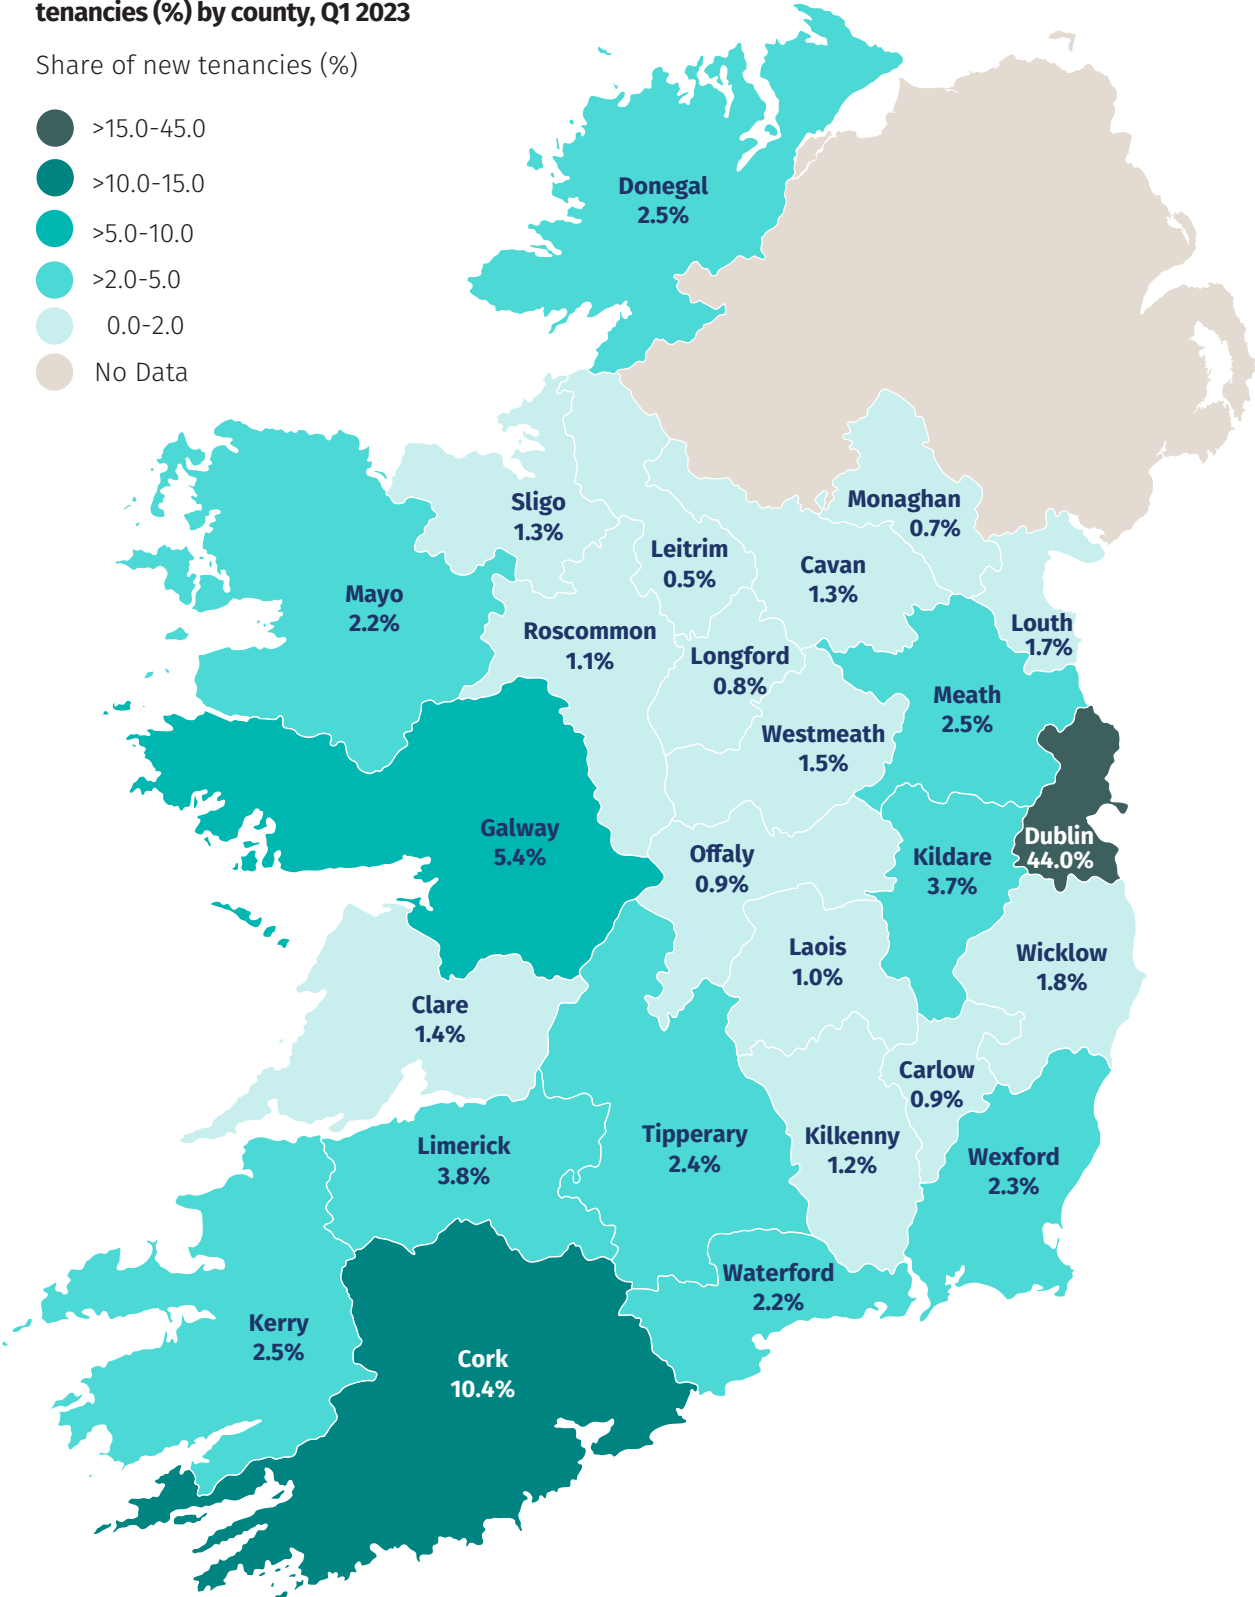 tenancies (%) by county, Q1 2023
Share of new tenancies (%)
>15.0-45.0
>10.0-15.0
>5.0-10.0
>2.0-5.0
0.0-2.0
No Data
Donegal
2.5%
Sligo
1.3%
Leitrim
0.5%
Monaghan
0.7%
Cavan
1.3%
Louth
1.7%
Mayo
2.2%
Roscommon
1.1%
Longford
0.8%
Meath
2.5%
Westmeath
1.5%
Galway
5.4%
Offaly
0.9%
Kildare
3.7%
Dublin
44.0%
Laois
1.0%
Wicklow
1.8%
Clare
1.4%
Carlow
0.9%
Limerick
3.8%
Tipperary
2.4%
Kilkenny
1.2%
Wexford
2.3%
Waterford
2.2%
Kerry
2.5%
Cork
10.4%